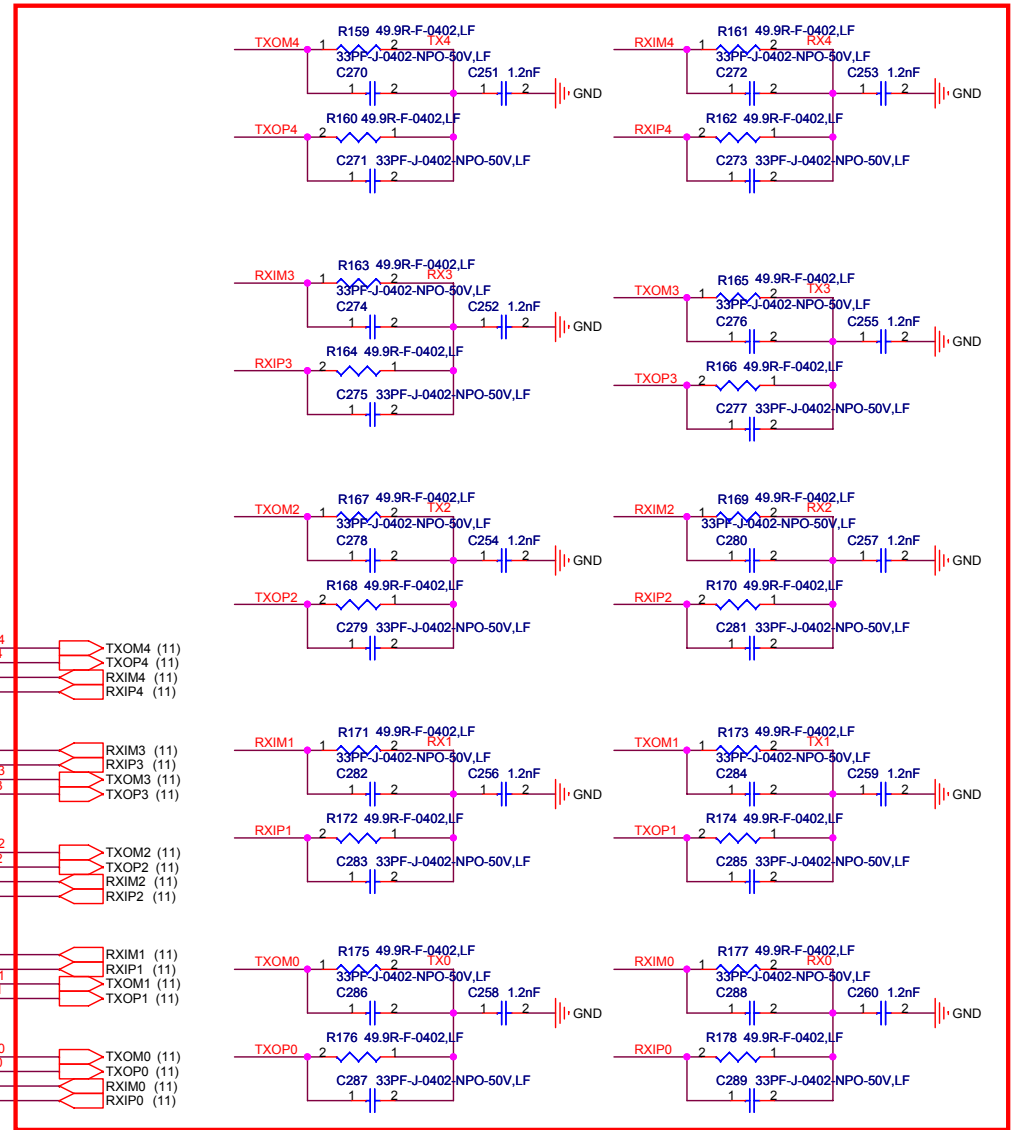 R159 49.9R-F-0402,LF
TXOM4 1 2 TX4
33PF-J-0402-NPO-50V,LF
C270 C251 1.2nF
1 2 1 2 GND
R160 49.9R-F-0402,LF
TXOP4 2 1
C271 33PF-J-0402-NPO-50V,LF
1 2
R161 49.9R-F-0402,LF
RXIM4 1 2 RX4
33PF-J-0402-NPO-50V,LF
C272 C253 1.2nF
1 2 1 2 GND
R162 49.9R-F-0402,LF
RXIP4 2 1
C273 33PF-J-0402-NPO-50V,LF
1 2
R163 49.9R-F-0402,LF
RXIM3 1 2 RX3
33PF-J-0402-NPO-50V,LF
C274 C252 1.2nF
1 2 1 2 GND
R164 49.9R-F-0402,LF
RXIP3 2 1
C275 33PF-J-0402-NPO-50V,LF
1 2
R165 49.9R-F-0402,LF
TXOM3 1 2 TX3
33PF-J-0402-NPO-50V,LF
C276 C255 1.2nF
1 2 1 2 GND
R166 49.9R-F-0402,LF
TXOP3 2 1
C277 33PF-J-0402-NPO-50V,LF
1 2
R167 49.9R-F-0402,LF
TXOM2 1 2 TX2
33PF-J-0402-NPO-50V,LF
C278 C254 1.2nF
1 2 1 2 GND
R168 49.9R-F-0402,LF
TXOP2 2 1
C279 33PF-J-0402-NPO-50V,LF
1 2
R169 49.9R-F-0402,LF
RXIM2 1 2 RX2
33PF-J-0402-NPO-50V,LF
C280 C257 1.2nF
1 2 1 2 GND
R170 49.9R-F-0402,LF
RXIP2 2 1
C281 33PF-J-0402-NPO-50V,LF
1 2
4 TXOM4 (11)
4 TXOP4 (11)
RXIM4 (11)
RXIP4 (11)
RXIM3 (11)
RXIP3 (11)
3 TXOM3 (11)
3 TXOP3 (11)
2 TXOM2 (11)
2 TXOP2 (11)
RXIM2 (11)
RXIP2 (11)
RXIM1 (11)
RXIP1 (11)
1 TXOM1 (11)
1 TXOP1 (11)
0 TXOM0 (11)
0 TXOP0 (11)
RXIM0 (11)
RXIP0 (11)
R171 49.9R-F-0402,LF
RXIM1 1 2 RX1
33PF-J-0402-NPO-50V,LF
C282 C256 1.2nF
1 2 1 2 GND
R172 49.9R-F-0402,LF
RXIP1 2 1
C283 33PF-J-0402-NPO-50V,LF
1 2
R173 49.9R-F-0402,LF
TXOM1 1 2 TX1
33PF-J-0402-NPO-50V,LF
C284 C259 1.2nF
1 2 1 2 GND
R174 49.9R-F-0402,LF
TXOP1 2 1
C285 33PF-J-0402-NPO-50V,LF
1 2
R175 49.9R-F-0402,LF
TXOM0 1 2 TX0
33PF-J-0402-NPO-50V,LF
C286 C258 1.2nF
1 2 1 2 GND
R176 49.9R-F-0402,LF
TXOP0 2 1
C287 33PF-J-0402-NPO-50V,LF
1 2
R177 49.9R-F-0402,LF
RXIM0 1 2 RX0
33PF-J-0402-NPO-50V,LF
C288 C260 1.2nF
1 2 1 2 GND
R178 49.9R-F-0402,LF
RXIP0 2 1
C289 33PF-J-0402-NPO-50V,LF
1 2